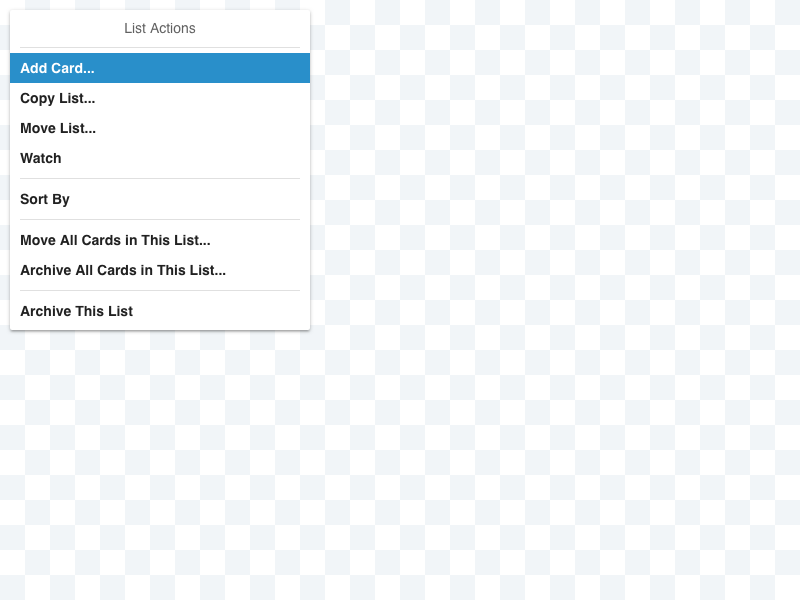 List Actions
Add Card...
Copy List...
Move List...
Watch
Sort By
Move All Cards in This List...
Archive All Cards in This List...
Archive This List